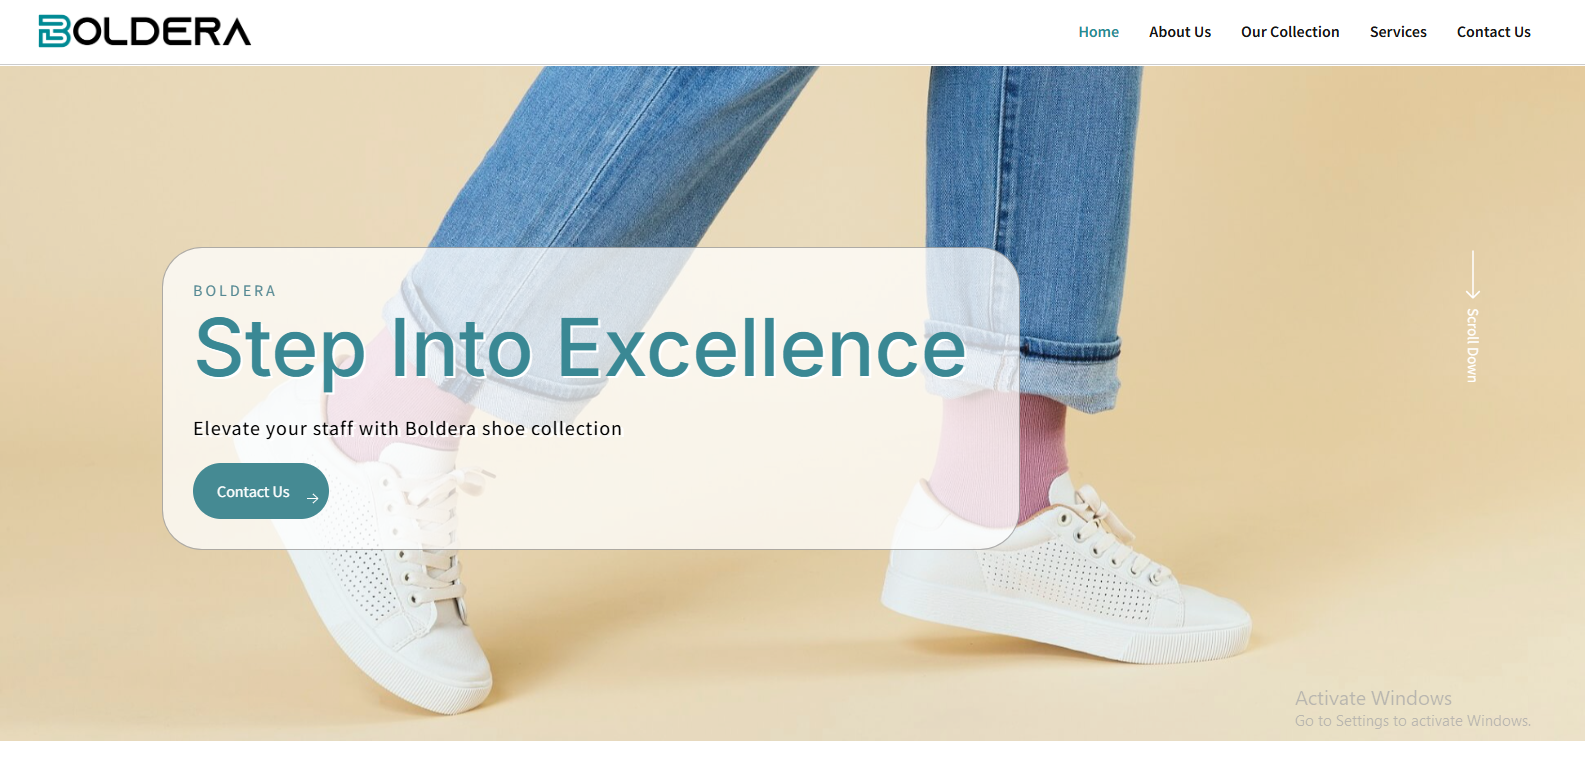 BOLDERA
Home About Us Our Collection Services Contact Us
BOLDERA
Step Into Excellence
Elevate your staff with Boldera shoe collection
Contact Us
Scroll Down
Activate Windows
Go to Settings to activate Windows.